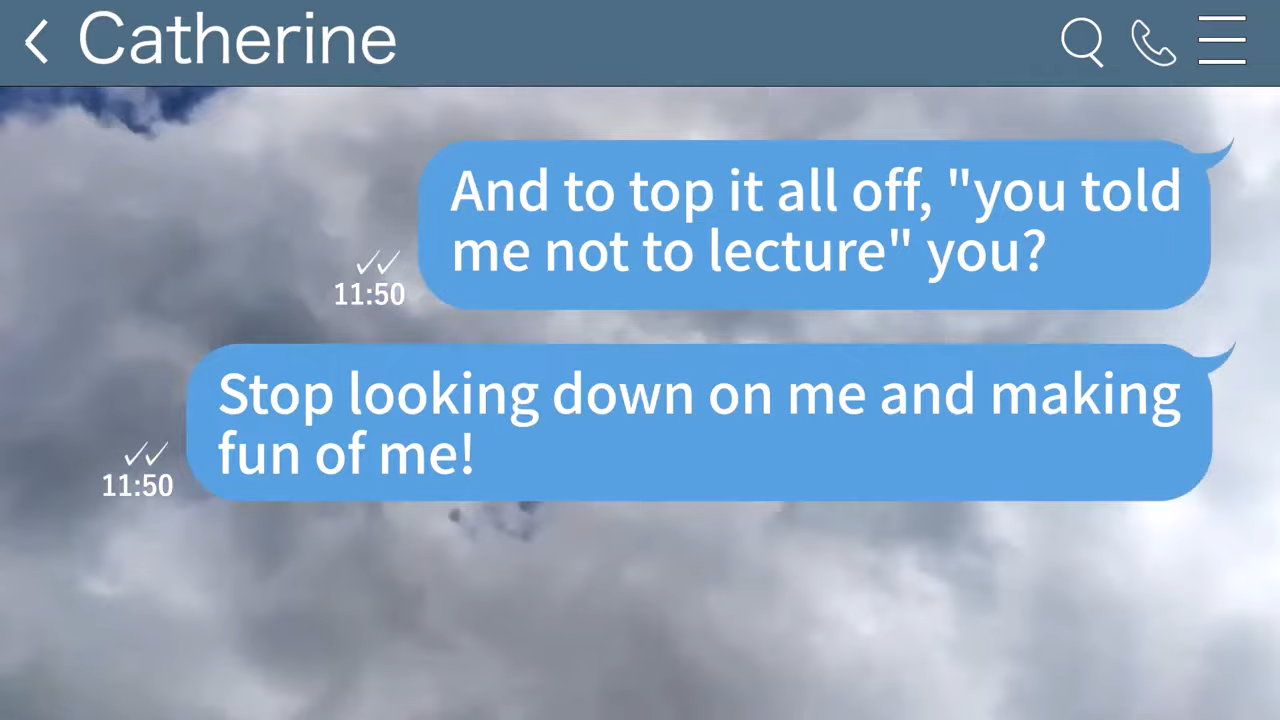 Catherine
And to top it all off, "you told
me not to lecture" you?
11:50
Stop looking down on me and making
fun of me!
11:50